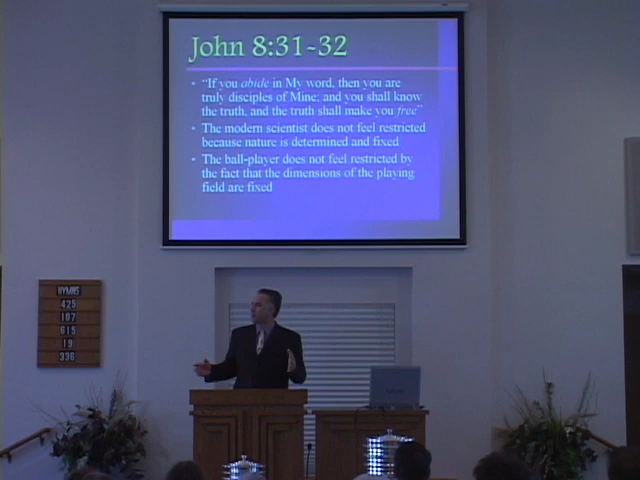 John 8:31-32
• “If you abide in My word, then you are
truly disciples of Mine; and you shall know
the truth, and the truth shall make you free”
• The modern scientist does not feel restricted
because nature is determined and fixed
• The ball-player does not feel restricted by
the fact that the dimensions of the playing
field are fixed
HYMNS
425
187
615
19
336